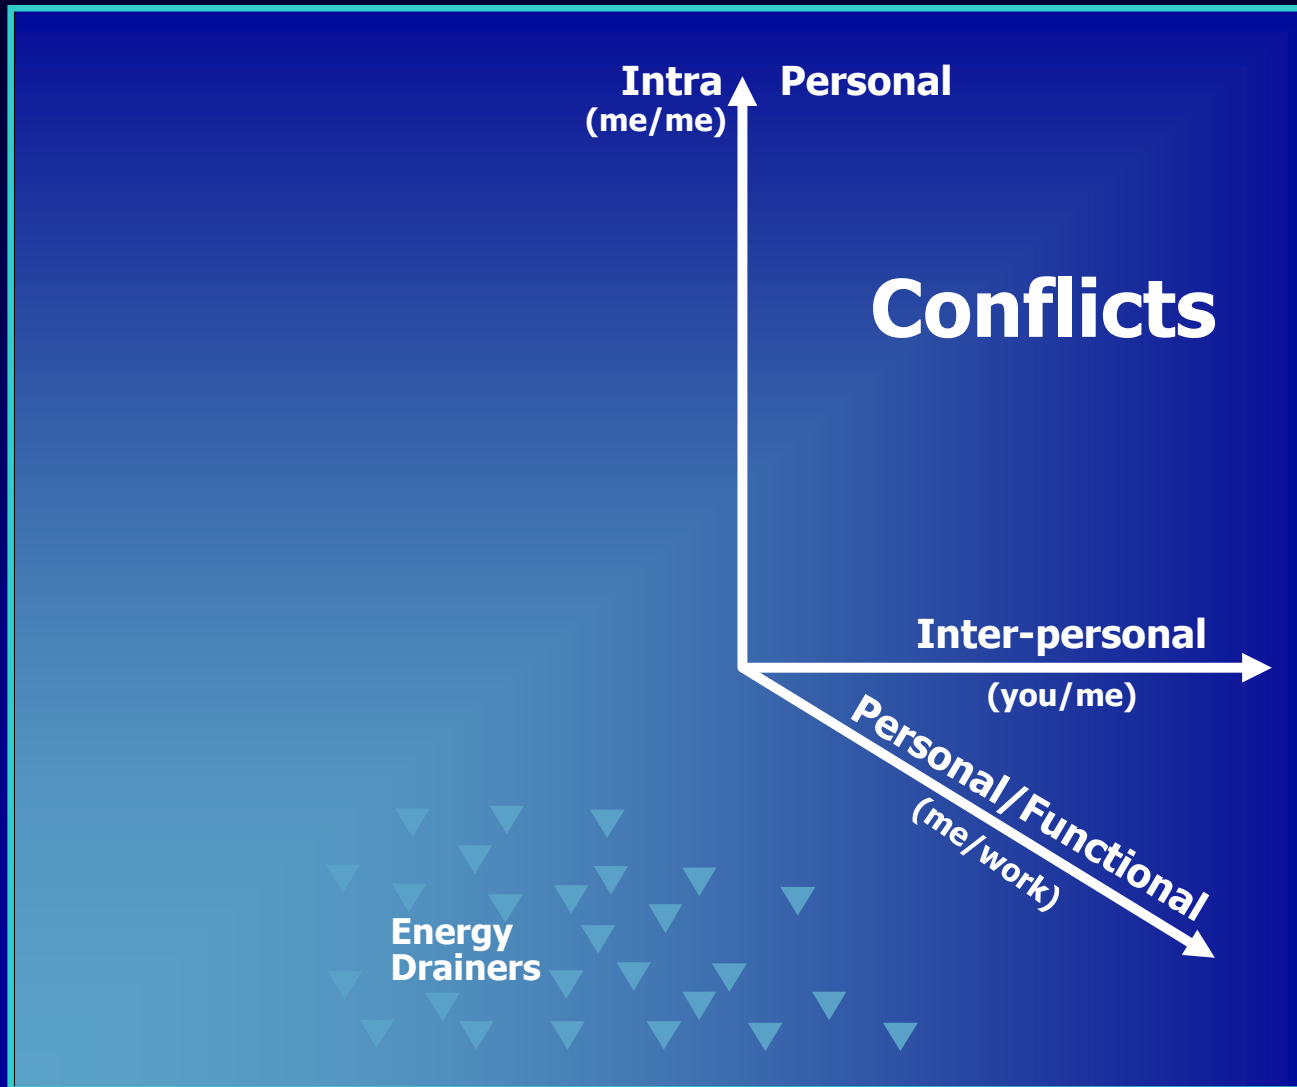 Intra Personal
(me/me)
Conflicts
Inter-personal
(you/me)
Personal/Functional
(me/work)
Energy
Drainers